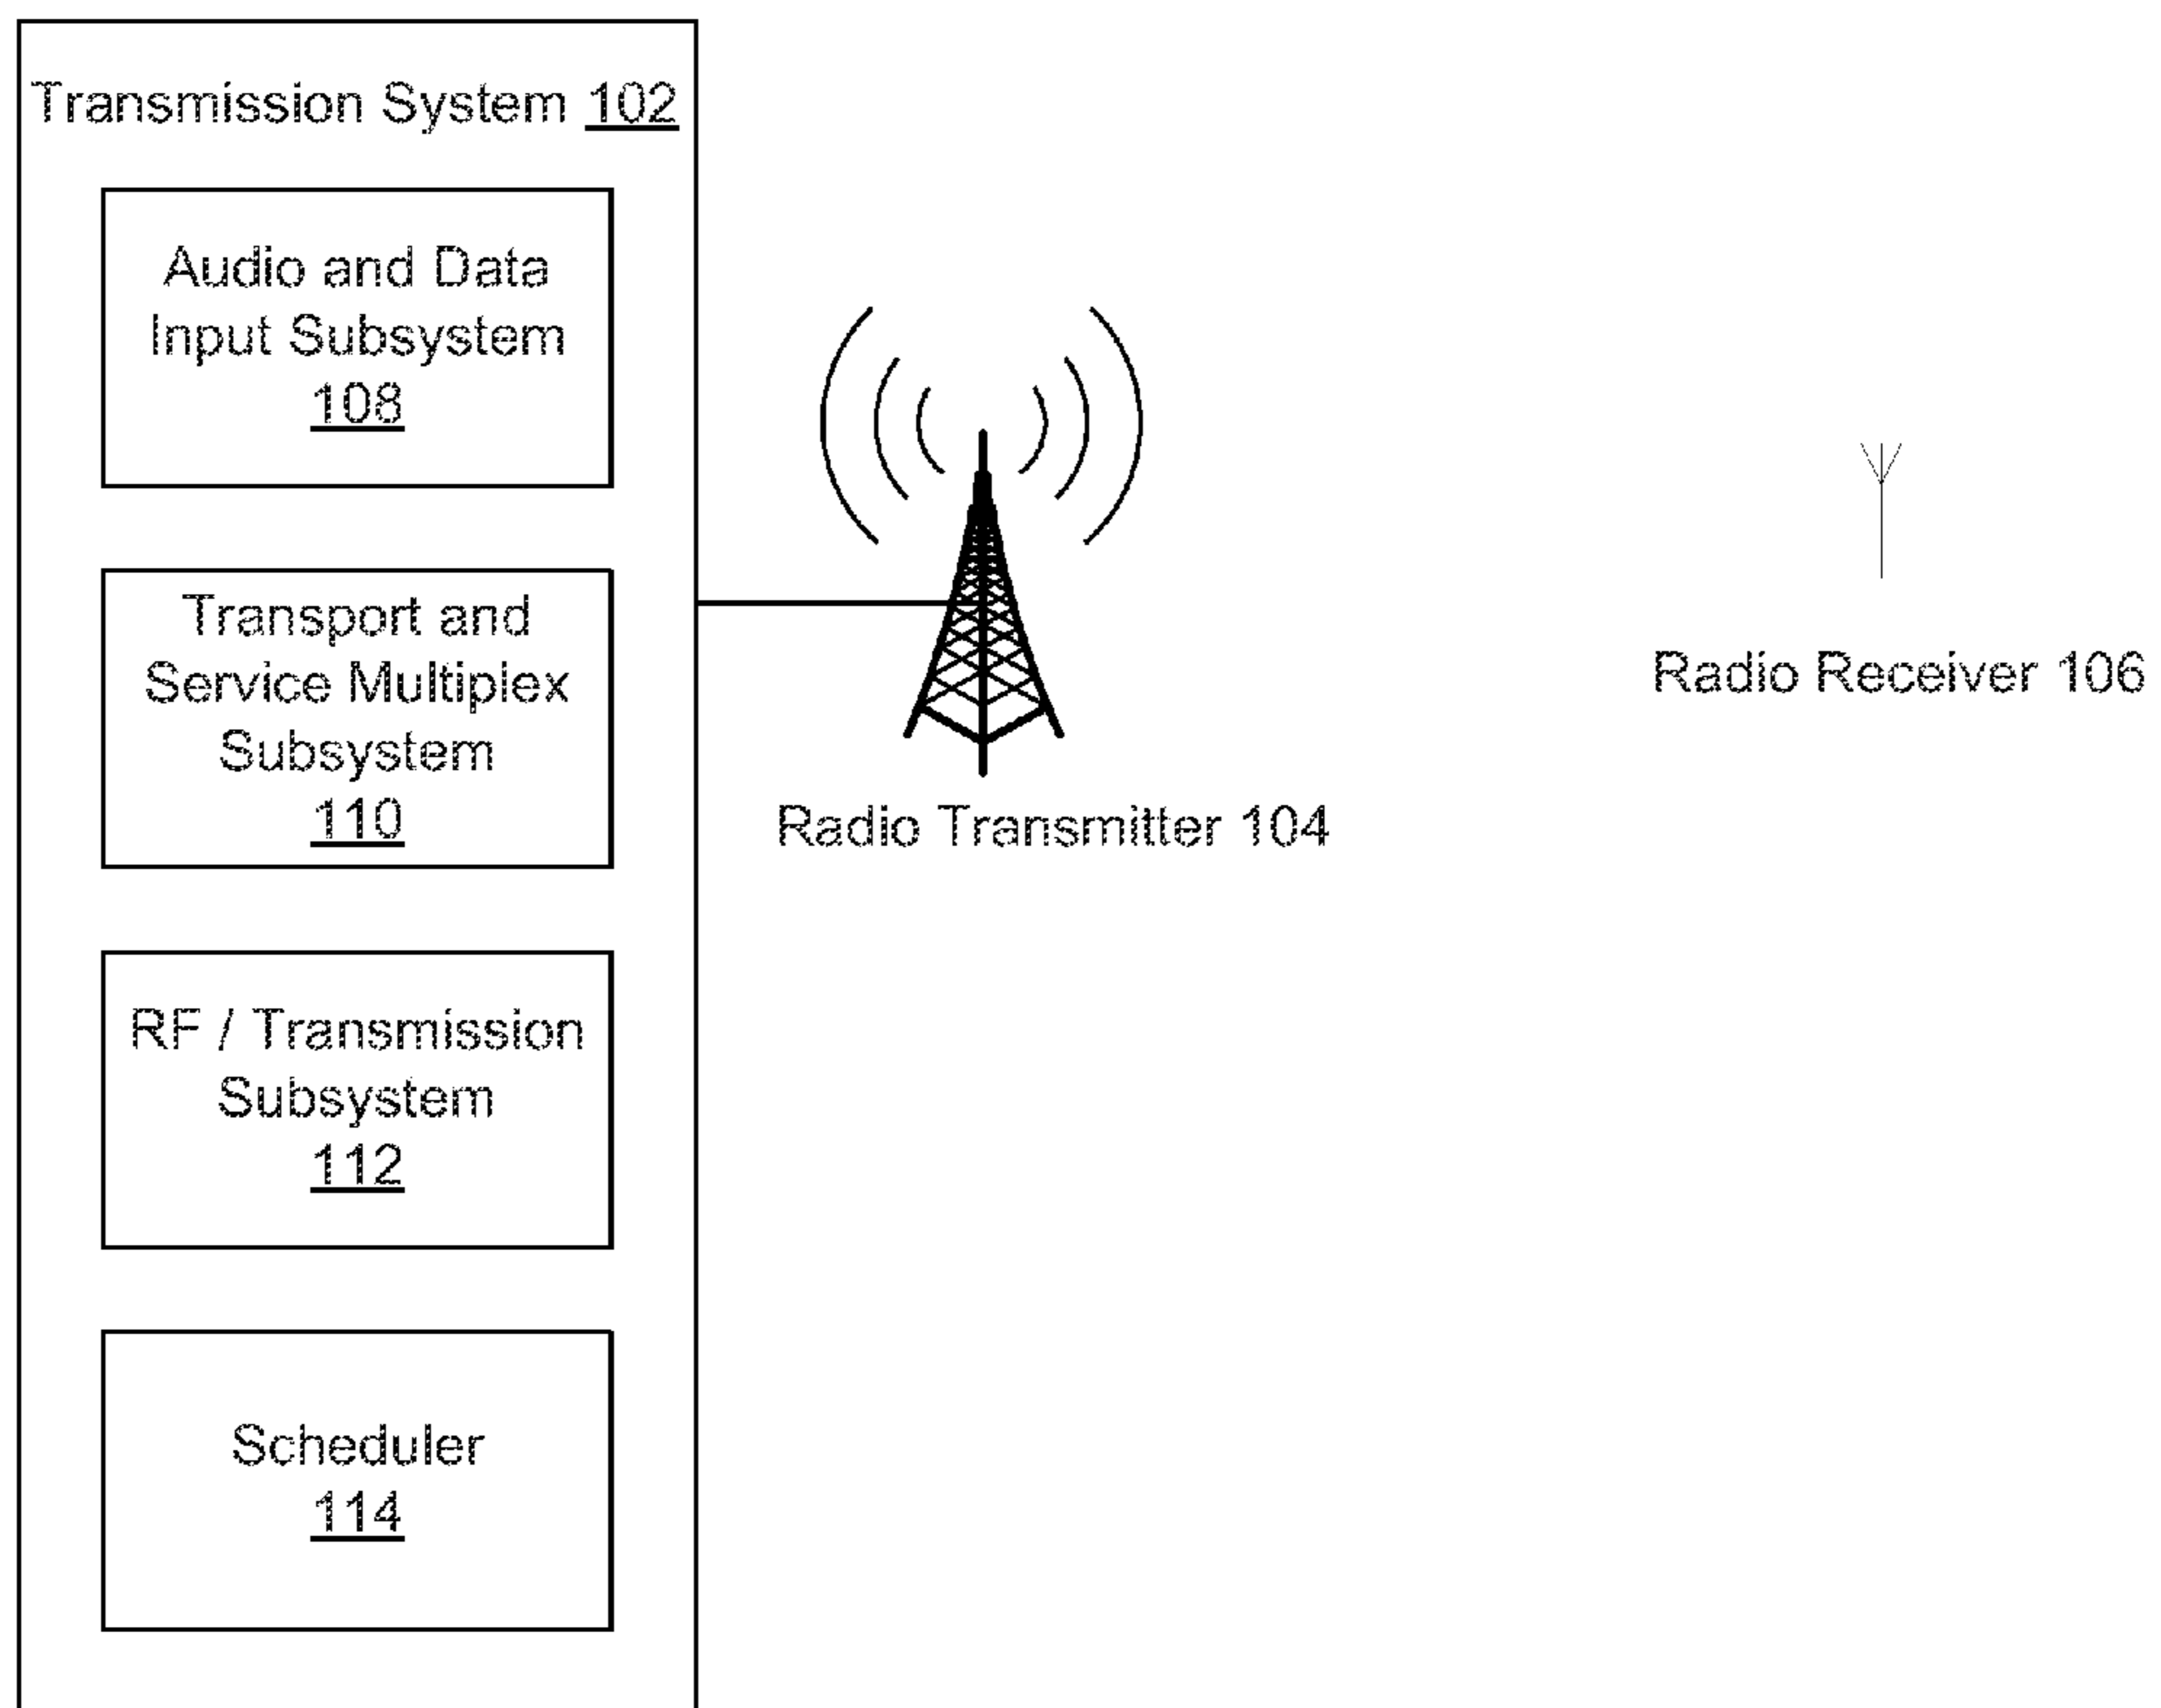 Transmission System 102
Audio and Data
Input Subsystem
108
Transport and
Service Multiplex
Subsystem
110
RF / Transmission
Subsystem
112
Scheduler
114
Radio Transmitter 104
Radio Receiver 106